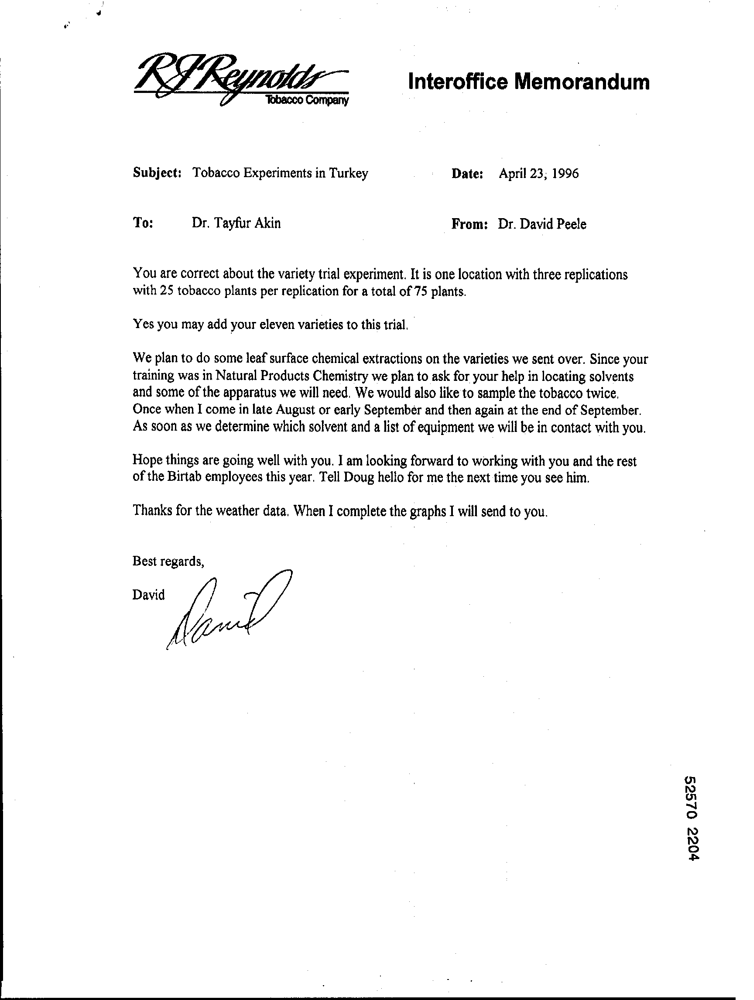 RJReynolds
Tobacco Company
Interoffice Memorandum
Subject: Tobacco Experiments in Turkey
Date: April 23, 1996
To: Dr. Tayfur Akin
From: Dr. David Peele
You are correct about the variety trial experiment. It is one location with three replications
with 25 tobacco plants per replication for a total of 75 plants.
Yes you may add your eleven varieties to this trial.
We plan to do some leaf surface chemical extractions on the varieties we sent over. Since your
training was in Natural Products Chemistry we plan to ask for your help in locating solvents
and some of the apparatus we will need. We would also like to sample the tobacco twice.
Once when I come in late August or early September and then again at the end of September.
As soon as we determine which solvent and a list of equipment we will be in contact with you.
Hope things are going well with you. I am looking forward to working with you and the rest
of the Birtab employees this year. Tell Doug hello for me the next time you see him.
Thanks for the weather data. When I complete the graphs I will send to you.
Best regards,
David
David
52570 2204